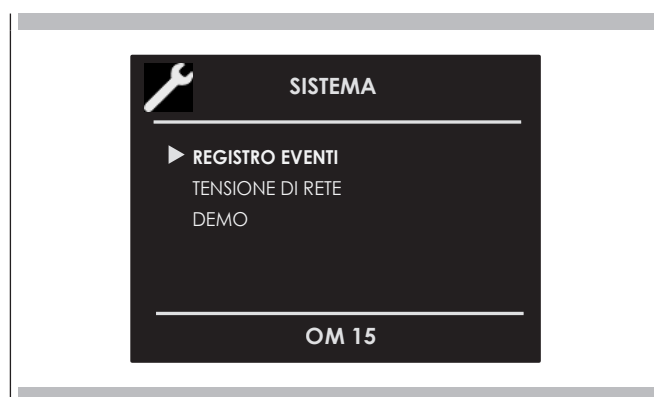 SISTEMA
REGISTRO EVENTI
TENSIONE DI RETE
DEMO
OM 15